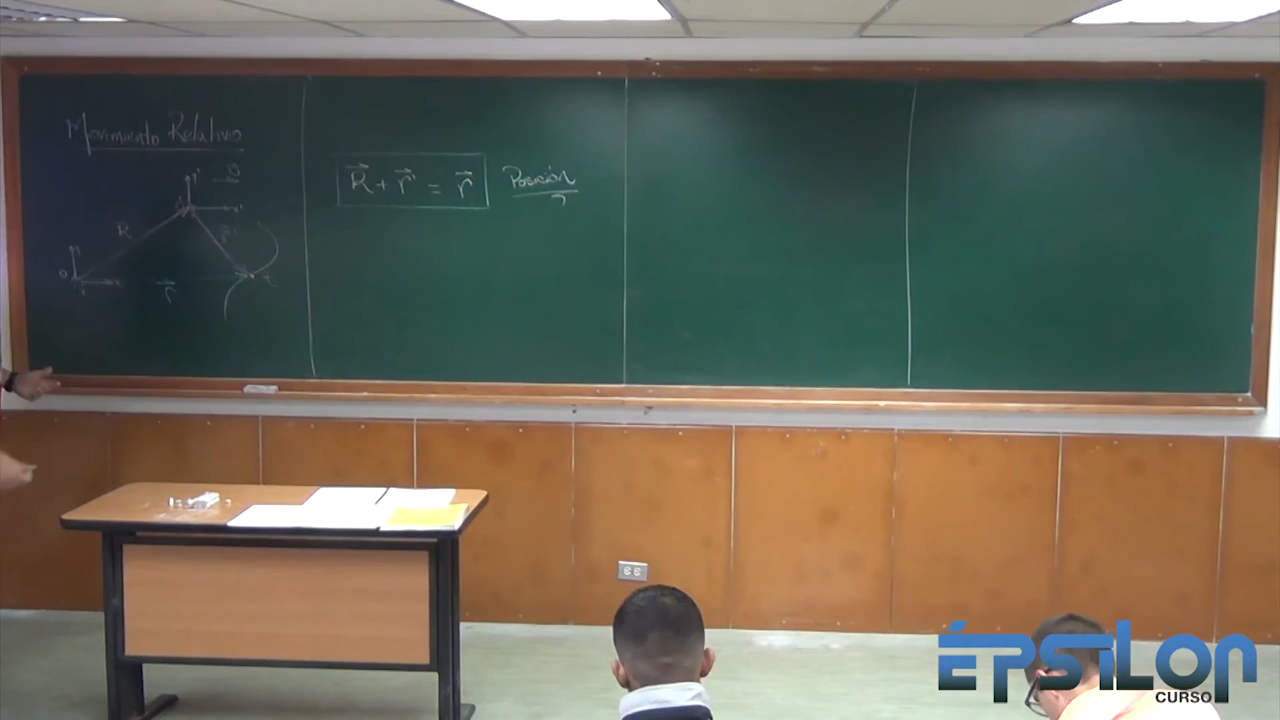 Movimiento Relativo
R
r
R + r' = r
Posición
ÉPSILON
CURSO